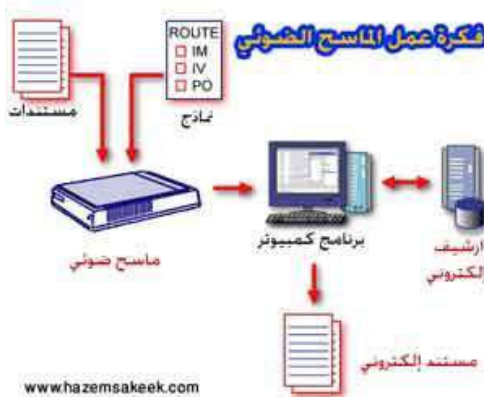 فكرة عمل الماسح الضوئي
ROUTE
IM
IV
PO
مستندات
نماذج
ماسح ضوئي
برنامج كمبيوتر
ارشيف
إلكتروني
مستند إلكتروني
www.hazemsakeek.com